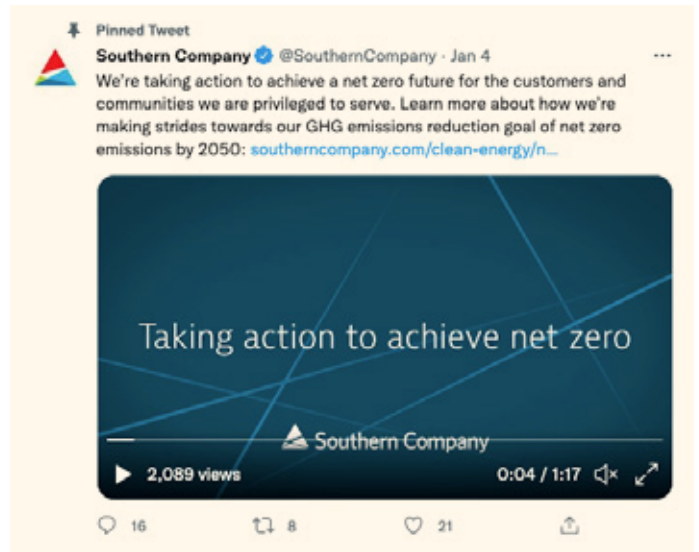 Pinned Tweet
Southern Company @SouthernCompany · Jan 4 ...
We're taking action to achieve a net zero future for the customers and
communities we are privileged to serve. Learn more about how we're
making strides towards our GHG emissions reduction goal of net zero
emissions by 2050: southerncompany.com/clean-energy/n...
Taking action to achieve net zero
Southern Company
2,089 views 0:04 / 1:17
16 8 21